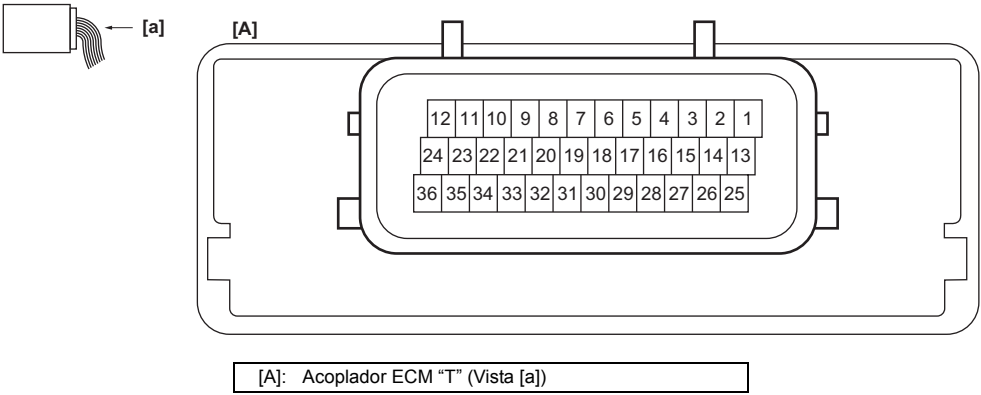 [a]
[A]
12 11 10 9 8 7 6 5 4 3 2 1
24 23 22 21 20 19 18 17 16 15 14 13
36 35 34 33 32 31 30 29 28 27 26 25
[A]: Acoplador ECM “T” (Vista [a])